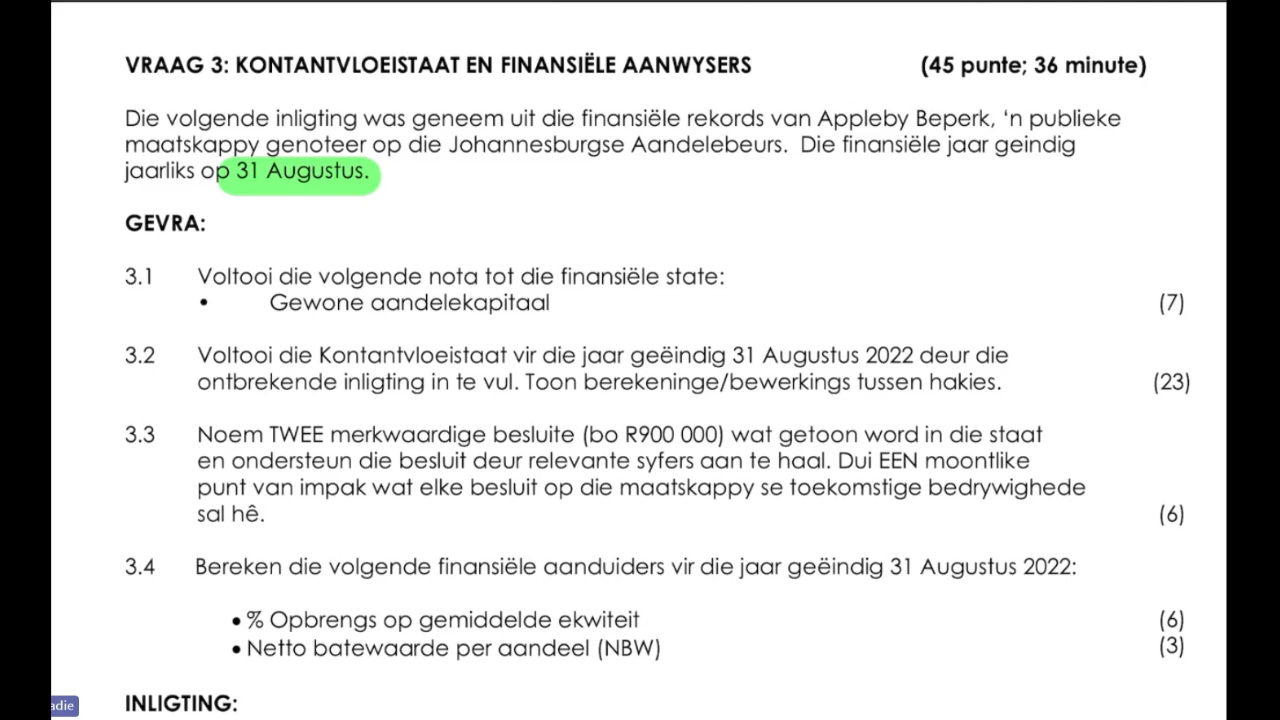 VRAAG 3: KONTANTVLOEISTAAT EN FINANSIËLE AANWYSERS (45 punte; 36 minute)
Die volgende inligting was geneem uit die finansiële rekords van Appleby Beperk, ‘n publieke
maatskappy genoteer op die Johannesburgse Aandelebeurs. Die finansiële jaar geindig
jaarliks op 31 Augustus.
GEVRA:
3.1 Voltooi die volgende nota tot die finansiële state:
• Gewone aandelekapitaal (7)
3.2 Voltooi die Kontantvloeistaat vir die jaar geëindig 31 Augustus 2022 deur die
ontbrekende inligting in te vul. Toon berekeninge/bewerkings tussen hakies. (23)
3.3 Noem TWEE merkwaardige besluite (bo R900 000) wat getoon word in die staat
en ondersteun die besluit deur relevante syfers aan te haal. Dui EEN moontlike
punt van impak wat elke besluit op die maatskappy se toekomstige bedrywighede
sal hê. (6)
3.4 Bereken die volgende finansiële aanduiders vir die jaar geëindig 31 Augustus 2022:
• % Opbrengs op gemiddelde ekwiteit (6)
• Netto batewaarde per aandeel (NBW) (3)
INLIGTING:
adie